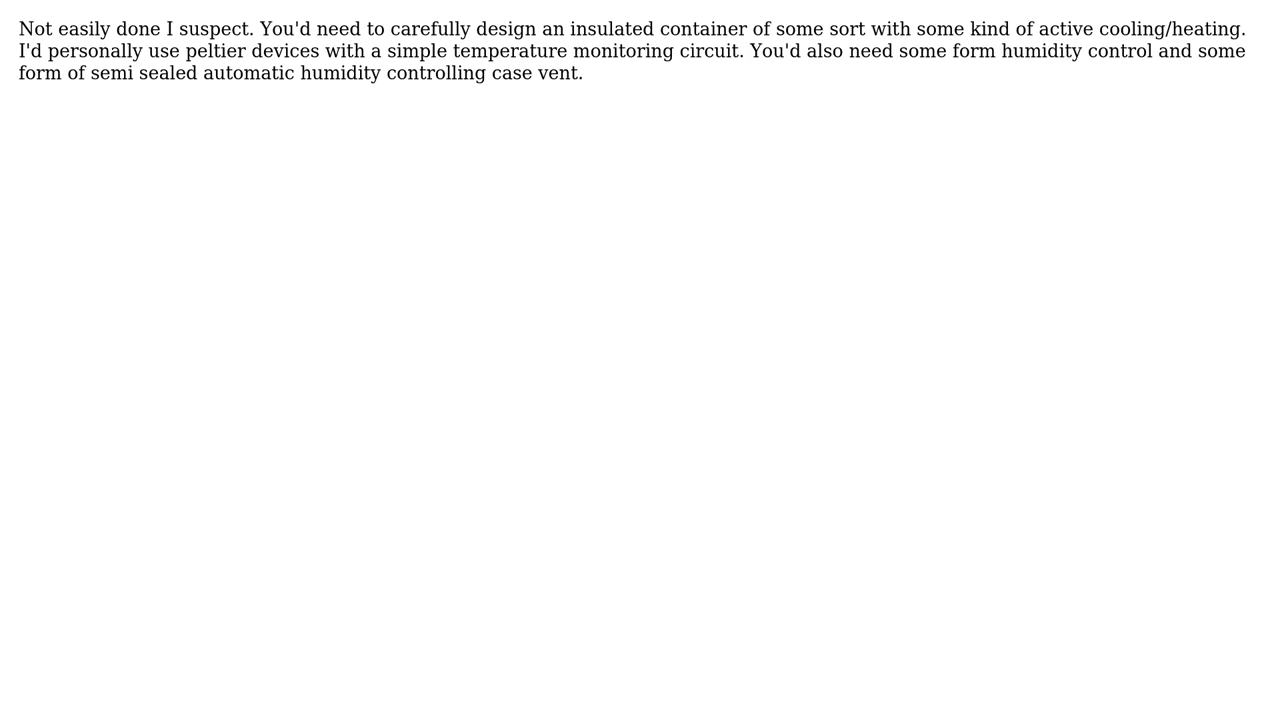 Not easily done I suspect. You'd need to carefully design an insulated container of some sort with some kind of active cooling/heating.
I'd personally use peltier devices with a simple temperature monitoring circuit. You'd also need some form humidity control and some
form of semi sealed automatic humidity controlling case vent.